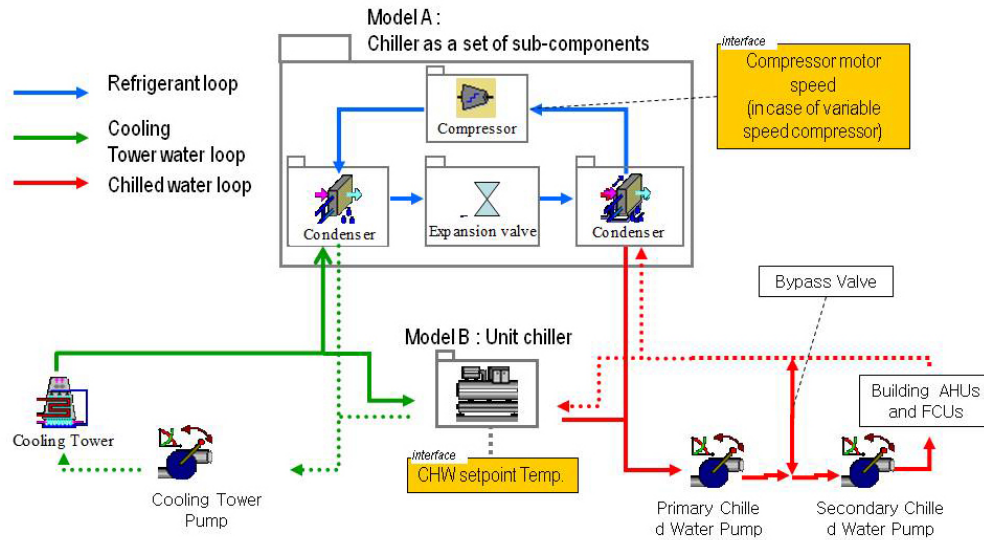 Model A :
Chiller as a set of sub-components
interface
Compressor motor
speed
(in case of variable
speed compressor)
Refrigerant loop
Cooling
Tower water loop
Chilled water loop
Compressor
Condenser
Expansion valve
Condenser
Bypass Valve
Model B : Unit chiller
Building AHUs
and FCUs
Cooling Tower
interface
CHW setpoint Temp.
Cooling Tower
Pump
Primary Chille
d Water Pump
Secondary Chille
d Water Pump